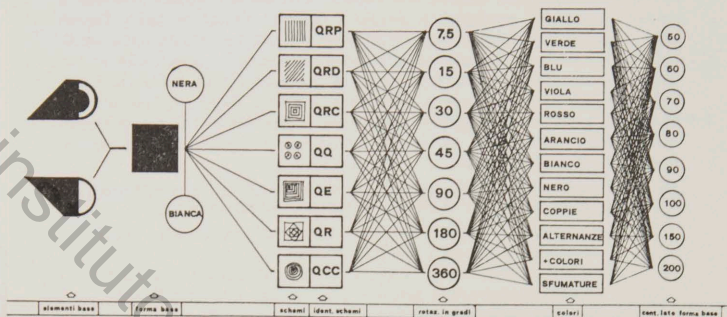 NERA
BIANCA
QRP
QRD
QRC
QQ
QE
QR
QCC
7,5
15
30
45
90
180
360
GIALLO
VERDE
BLU
VIOLA
ROSSO
ARANCIO
BIANCO
NERO
COPPIE
ALTERNANZE
+COLORI
SFUMATURE
50
60
70
80
90
100
150
200
elementi base
forma base
schemi
ident. schemi
rotaz. in gradi
colori
cent. lato forma base
institute